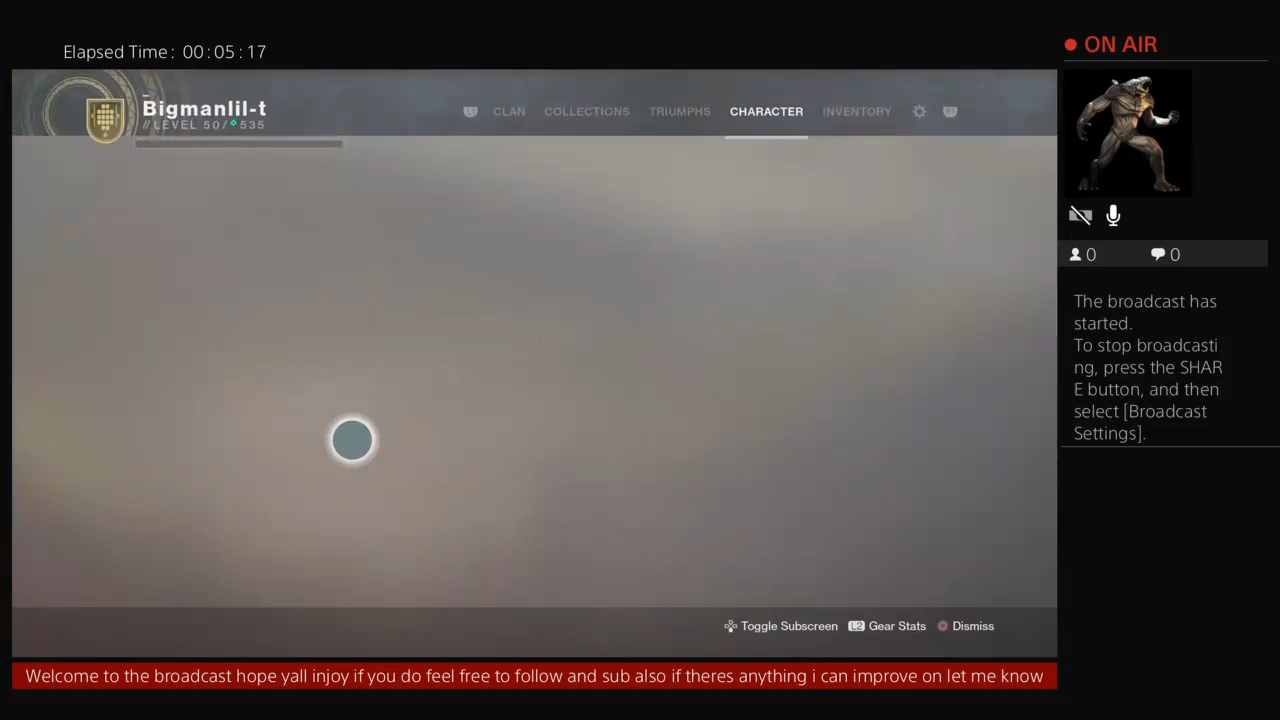 Elapsed Time: 00:05:17
ON AIR
Bigmanlil-t
//LEVEL 50/ 535
CLAN COLLECTIONS TRIUMPHS CHARACTER INVENTORY
0 0
The broadcast has
started.
To stop broadcasti
ng, press the SHAR
E button, and then
select [Broadcast
Settings].
L2 Gear Stats
Toggle Subscreen
Dismiss
Welcome to the broadcast hope yall injoy if you do feel free to follow and sub also if theres anything i can improve on let me know